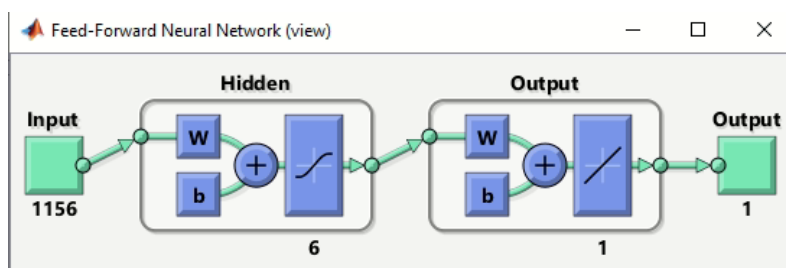 Feed-Forward Neural Network (view)
Hidden
Output
Input
Output
W
W
b
b
1156
6
1
1